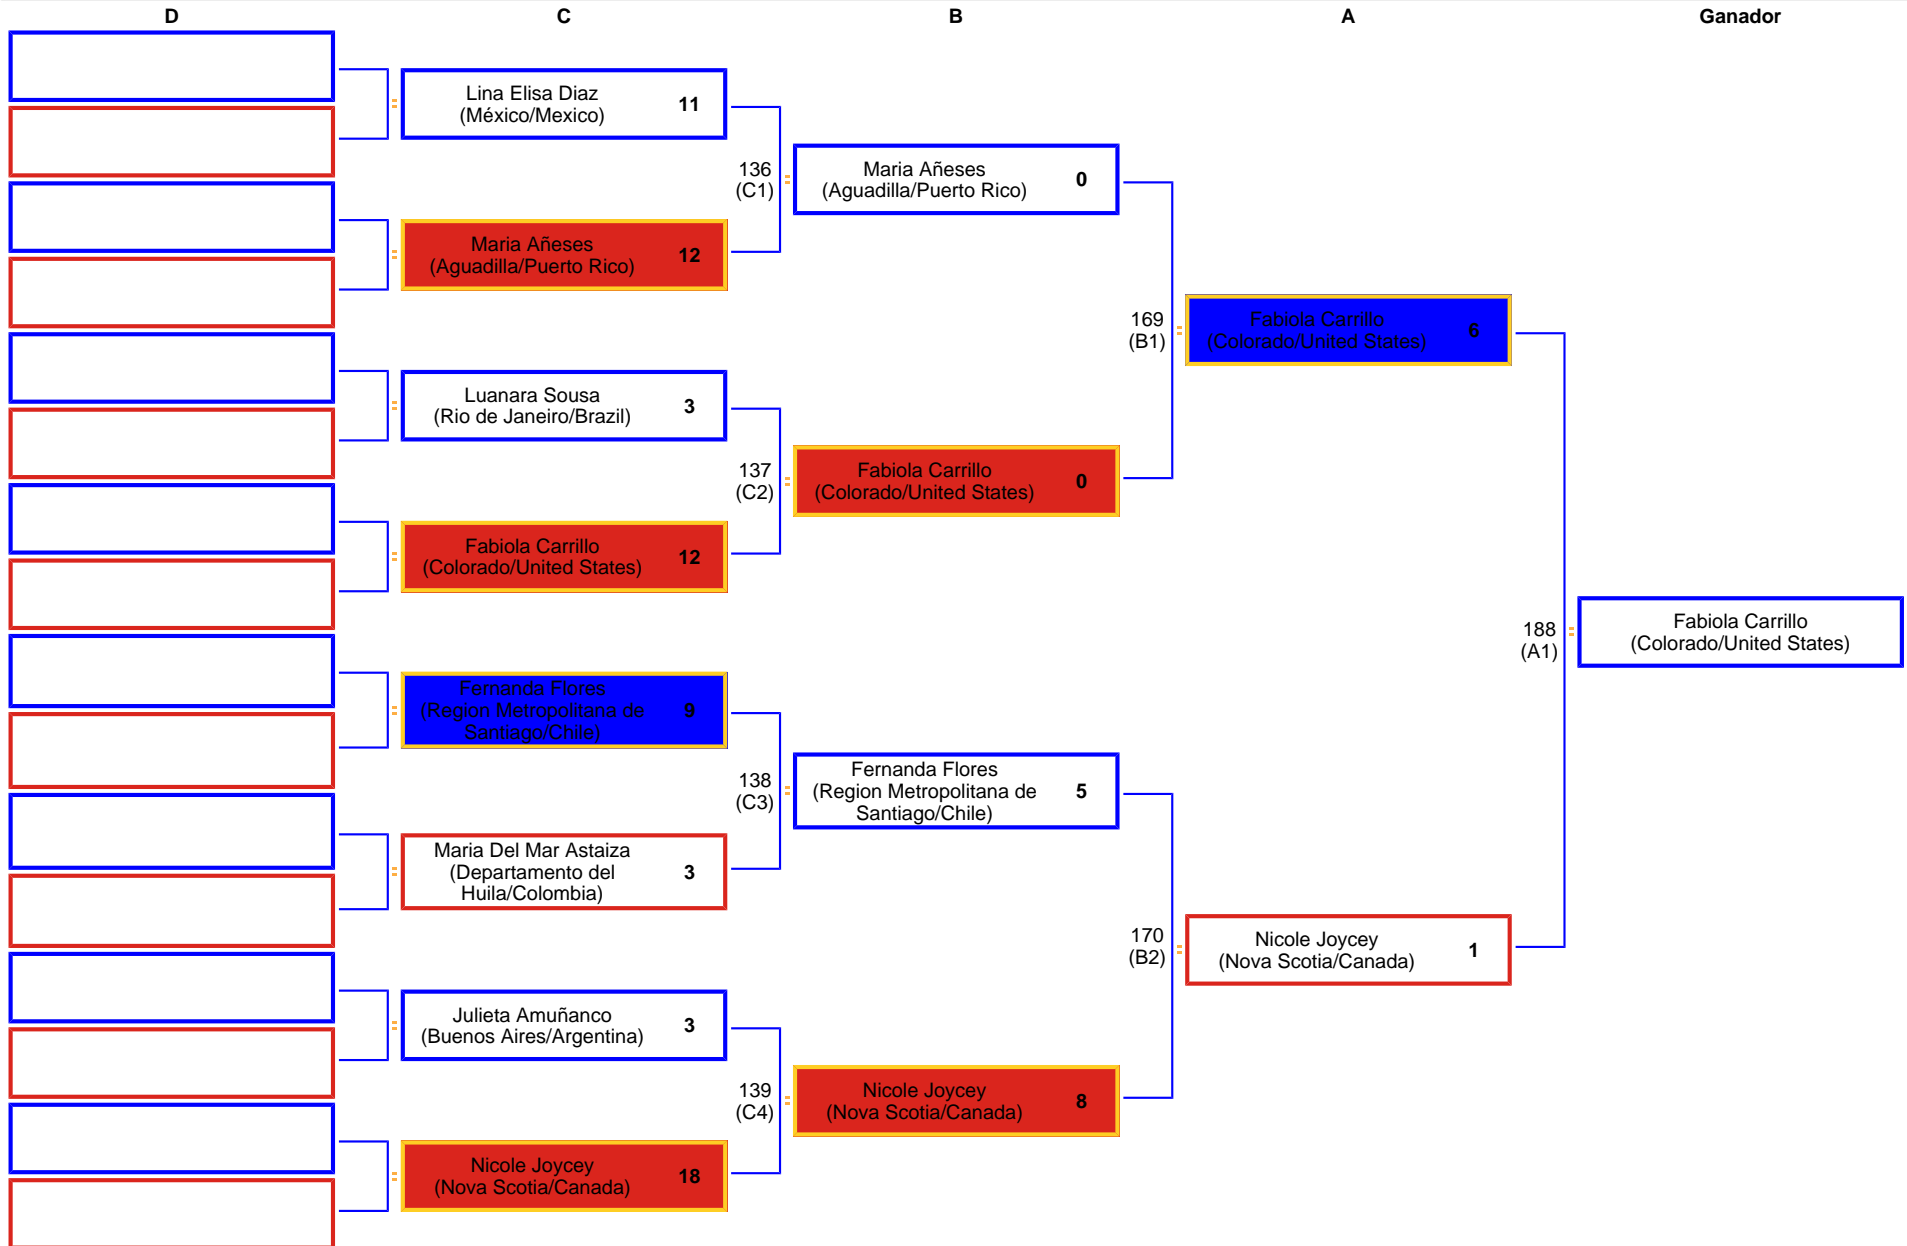 D
C
B
A
Ganador
Lina Elisa Diaz
(México/Mexico)
11
136
(C1)
Maria Añeses
(Aguadilla/Puerto Rico)
12
Maria Añeses
(Aguadilla/Puerto Rico)
0
Luanara Sousa
(Rio de Janeiro/Brazil)
3
137
(C2)
Fabiola Carrillo
(Colorado/United States)
12
Fabiola Carrillo
(Colorado/United States)
0
169
(B1)
Fabiola Carrillo
(Colorado/United States)
6
Fernanda Flores
(Region Metropolitana de
Santiago/Chile)
9
138
(C3)
Maria Del Mar Astaiza
(Departamento del
Huila/Colombia)
3
Fernanda Flores
(Region Metropolitana de
Santiago/Chile)
5
Julieta Amuñanco
(Buenos Aires/Argentina)
3
139
(C4)
Nicole Joycey
(Nova Scotia/Canada)
18
Nicole Joycey
(Nova Scotia/Canada)
8
170
(B2)
Nicole Joycey
(Nova Scotia/Canada)
1
188
(A1)
Fabiola Carrillo
(Colorado/United States)